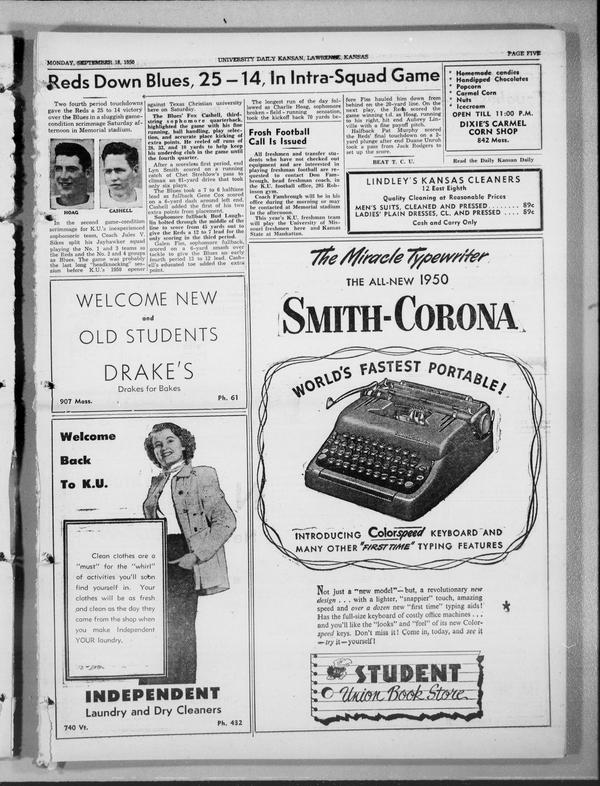 MONDAY, SEPTEMBER 18, 1950
UNIVERSITY DAILY KANSAN, LAWRENCE, KANSAS
PAGE FIVE
Reds Down Blues, 25 — 14, In Intra-Squad Game
Two fourth period touchdowns
gave the Reds a 25 to 14 victory
over the Blues in a sluggish game-
condition scrimmage Saturday af-
ternoon in Memorial stadium.
HOAG
CASHELL
In the second game-condition
scrimmage for K.U.'s inexperienced
sophomoric team, Coach Jules V.
Sikes split his Jayhawker squad
playing the No. 1 and 3 teams as
the Reds and the No. 2 and 4 groups
as Blues. The game was probably
the last long "headknocking" ses-
sion before K.U.'s 1950 opener
against Texas Christian university
here on Saturday.
The Blues' Fox Cashell, third-
string sophomore quarterback,
highlighted the game with his fine
running, ball handling, play selec-
tion, and accurate place kicking of
extra points. He reeled off runs of
28, 33, and 18 yards to help keep
his underdog club in the game until
the fourth quarter.
After a scoreless first period, end
Lyn Smith scored on a running
catch of Chet Strehlow's pass to
climax an 81-yard drive that took
only six plays.
The Blues took a 7 to 6 halftime
lead as fullback Gene Cox scored
on a 6-yard dash around left end.
Cashell added the first of his two
extra points from placement.
Sophomore fullback Bud Laugh-
lin bolted through the middle of the
line to score from 45 yards out to
give the Reds a 12 to 7 lead for the
only scoring in the third period.
Galen Fiss, sophomore fullback,
scored on a 6-yard smash over
tackle to give the Blues an early
fourth period 13 to 12 lead. Cash-
ell's educated toe added the extra
point.
The longest run of the day fol-
lowed as Charlie Hoag, sophomore
broken - field running sensation,
took the kickoff back 70 yards be-
Frosh Football
Call Is Issued
All freshmen and transfer stu-
dents who have not checked out
equipment and are interested in
playing freshman football are re-
quested to contact Don Fam-
brough, head freshman coach, in
the K.U. football office, 205 Rob-
inson gym.
Coach Fambrough will be in his
office during the morning or may
be contacted at Memorial stadium
in the afternoon.
This year's K.U. freshman team
will play the University of Mis-
souri freshmen here and Kansas
State at Manhattan.
fore Fiss hauled him down from
behind on the 20-yard line. On the
next play, the Reds scored the
game winning t.d. as Hoag, running
to his right, hit end Aubrey Lin-
ville with a fine payoff pitch.
Halfback Pat Murphy scored
the Reds' final touchdown on a 2-
yard plunge after end Duane Unruh
took a pass from Jack Rodgers to
set up the score.
BEAT T. C. U.
* Homemade candies
* Handipped Chocolates
* Popcorn
* Carmel Corn
* Nuts
* Icecream
OPEN TILL 11:00 P.M.
DIXIE'S CARMEL
CORN SHOP
842 Mass.
Read the Daily Kansan Daily
LINDLEY'S KANSAS CLEANERS
12 East Eighth
Quality Cleaning at Reasonable Prices
MEN'S SUITS, CLEANED AND PRESSED . . . . . 89c
LADIES' PLAIN DRESSES, CL. AND PRESSED . . . . 89c
Cash and Carry Only
WELCOME NEW
and
OLD STUDENTS
DRAKE'S
Drakes for Bakes
907 Mass.
Ph. 61
Welcome
Back
To K.U.
Clean clothes are a
"must" for the "whirl"
of activities you'll soon
find yourself in. Your
clothes will be as fresh
and clean as the day they
came from the shop when
you make Independent
YOUR laundry.
INDEPENDENT
Laundry and Dry Cleaners
740 Vt.
Ph. 432
The Miracle Typewriter
THE ALL-NEW 1950
SMITH-CORONA
WORLD'S FASTEST PORTABLE!
INTRODUCING Colorspeed KEYBOARD AND
MANY OTHER "FIRST TIME" TYPING FEATURES
Not just a "new model"—but, a revolutionary new
design . . . with a lighter, "snappier" touch, amazing
speed and over a dozen new "first time" typing aids!
Has the full-size keyboard of costly office machines . . .
and you'll like the "looks" and "feel" of its new Color-
speed keys. Don't miss it! Come in, today, and see it
—try it—yourself!
STUDENT
Union Book Store